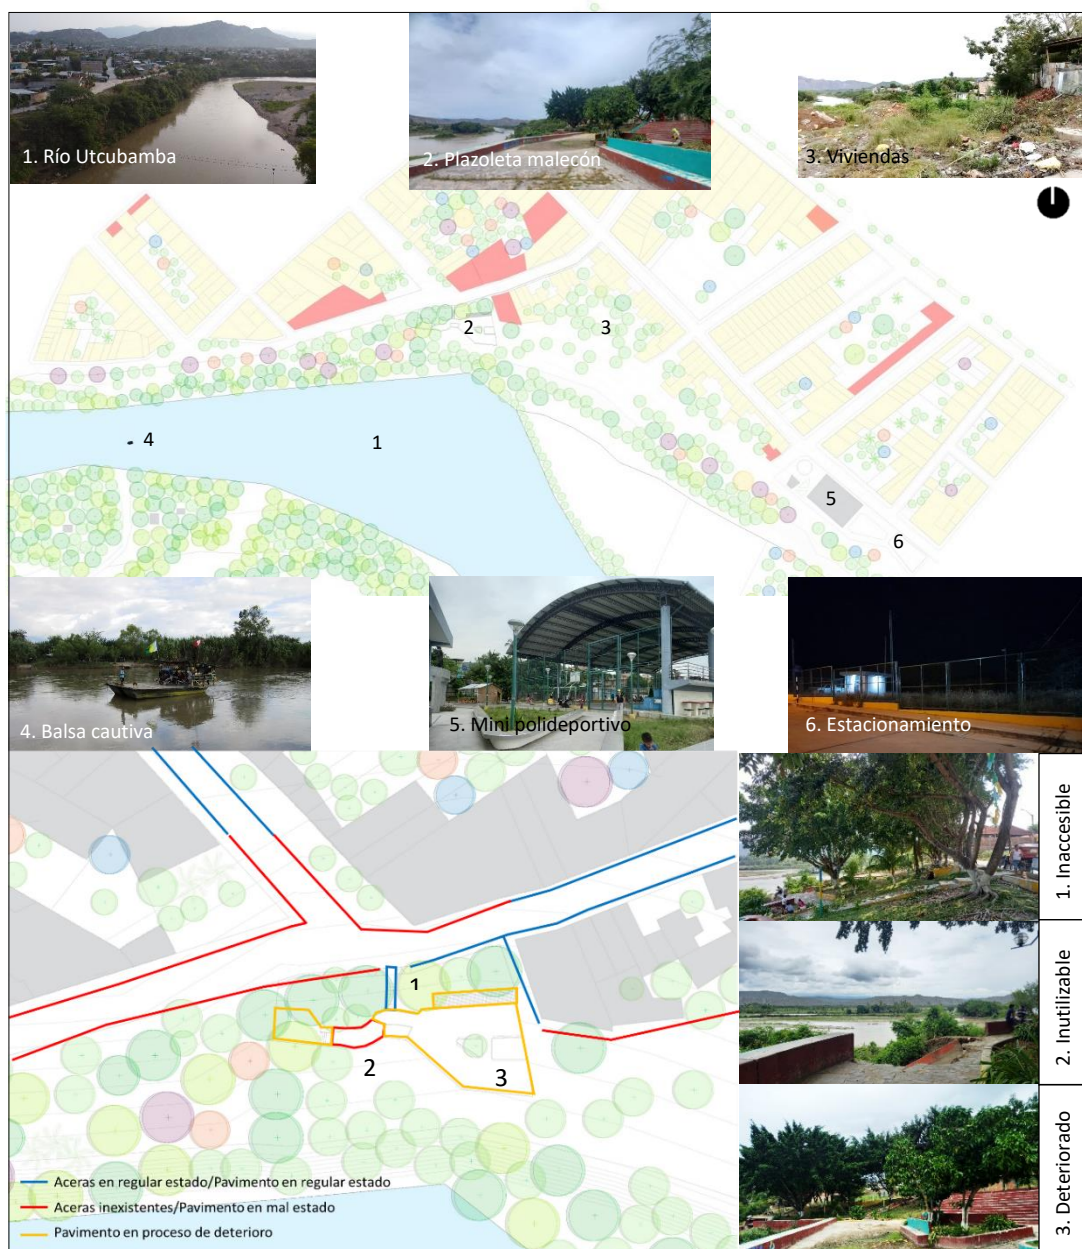 1. Río Utcubamba
2. Plazoleta malecón
3. Viviendas
2
3
4
1
5
6
4. Balsa cautiva
5. Mini polideportivo
6. Estacionamiento
1. Inaccesible
1
2. Inutilizable
2
3
3. Deteriorado
Aceras en regular estado/Pavimento en regular estado
Aceras inexistentes/Pavimento en mal estado
Pavimento en proceso de deterioro